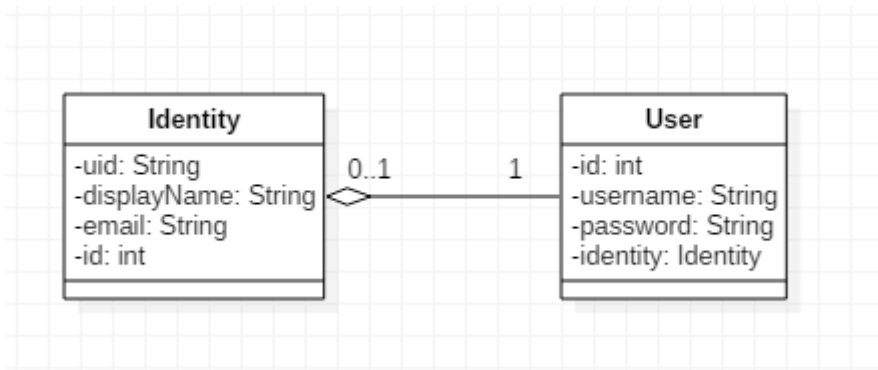 Identity
-uid: String
-displayName: String
-email: String
-id: int
0..1
1
User
-id: int
-username: String
-password: String
-identity: Identity